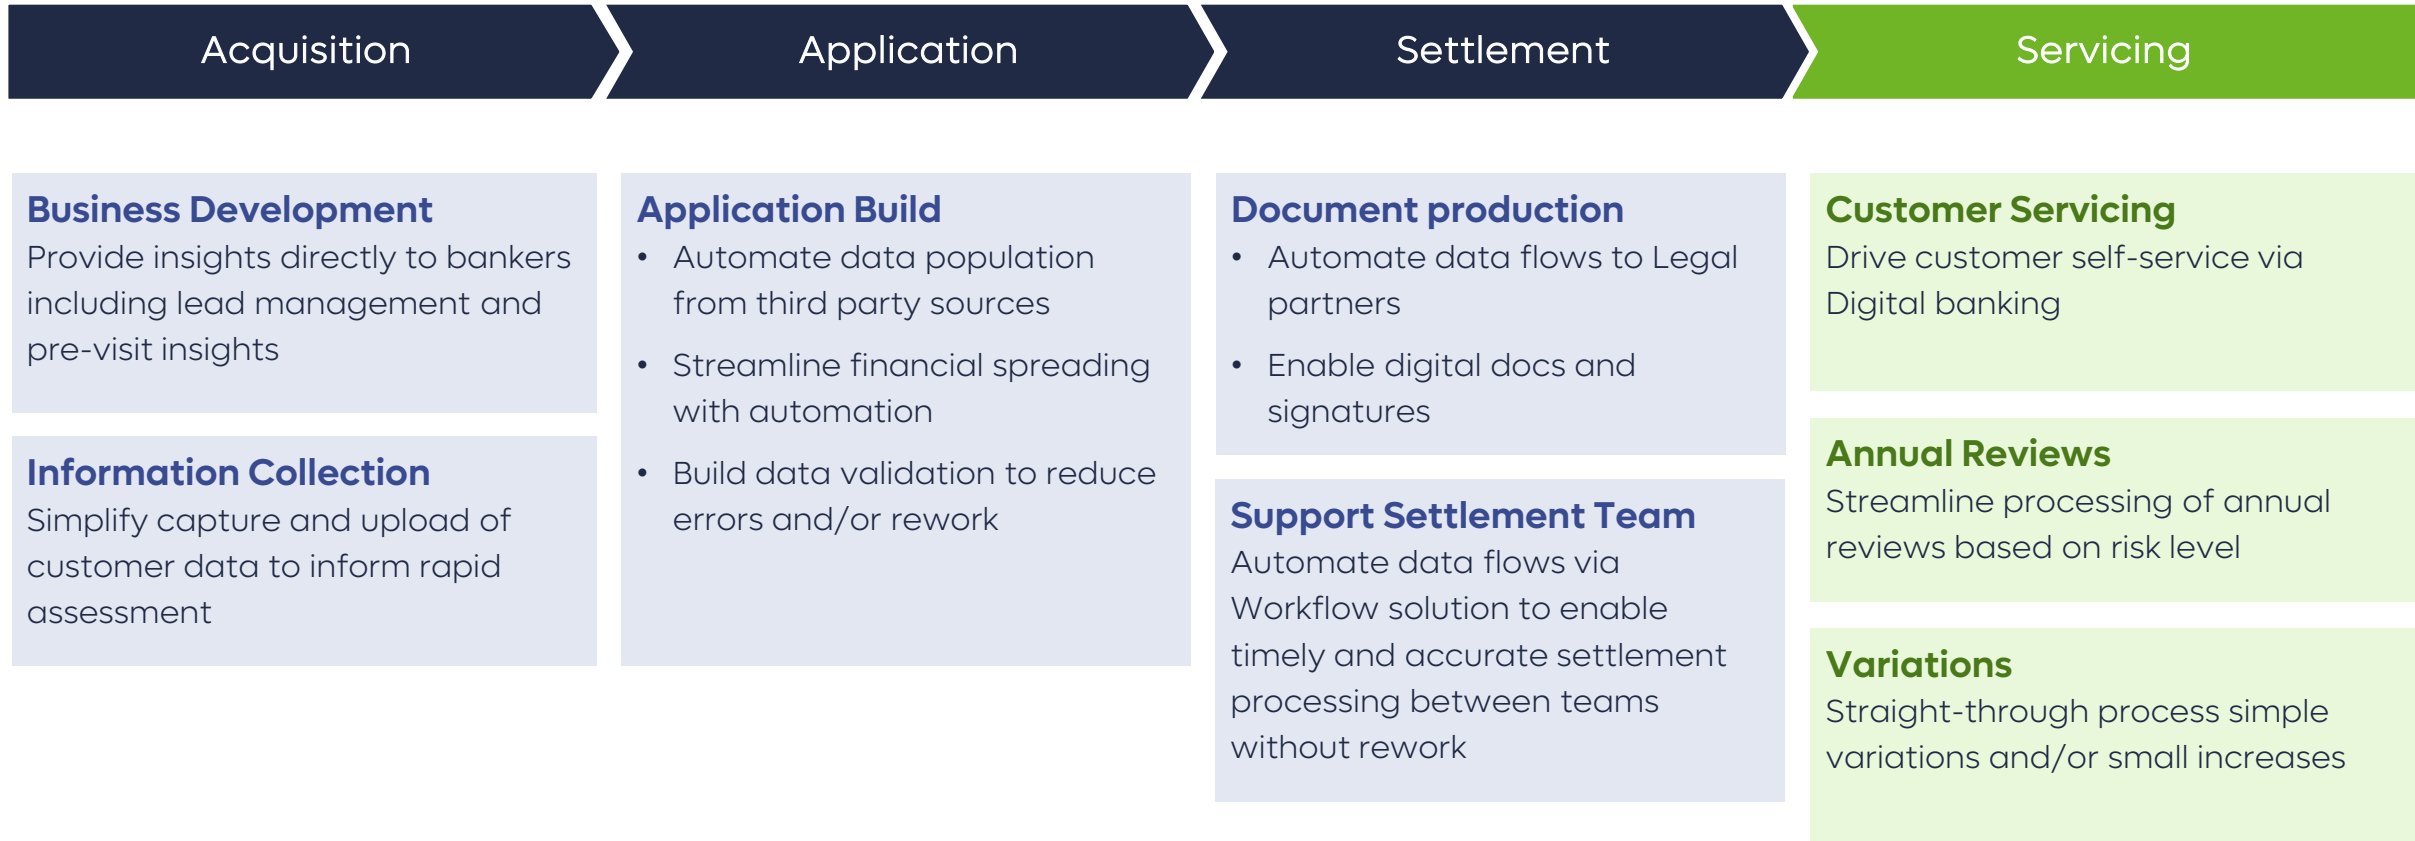 Acquisition
Application
Settlement
Servicing
Business Development
Provide insights directly to bankers
including lead management and
pre-visit insights
Information Collection
Simplify capture and upload of
customer data to inform rapid
assessment
Application Build
• Automate data population
from third party sources
• Streamline financial spreading
with automation
• Build data validation to reduce
errors and/or rework
Document production
• Automate data flows to Legal
partners
• Enable digital docs and
signatures
Support Settlement Team
Automate data flows via
Workflow solution to enable
timely and accurate settlement
processing between teams
without rework
Customer Servicing
Drive customer self-service via
Digital banking
Annual Reviews
Streamline processing of annual
reviews based on risk level
Variations
Straight-through process simple
variations and/or small increases